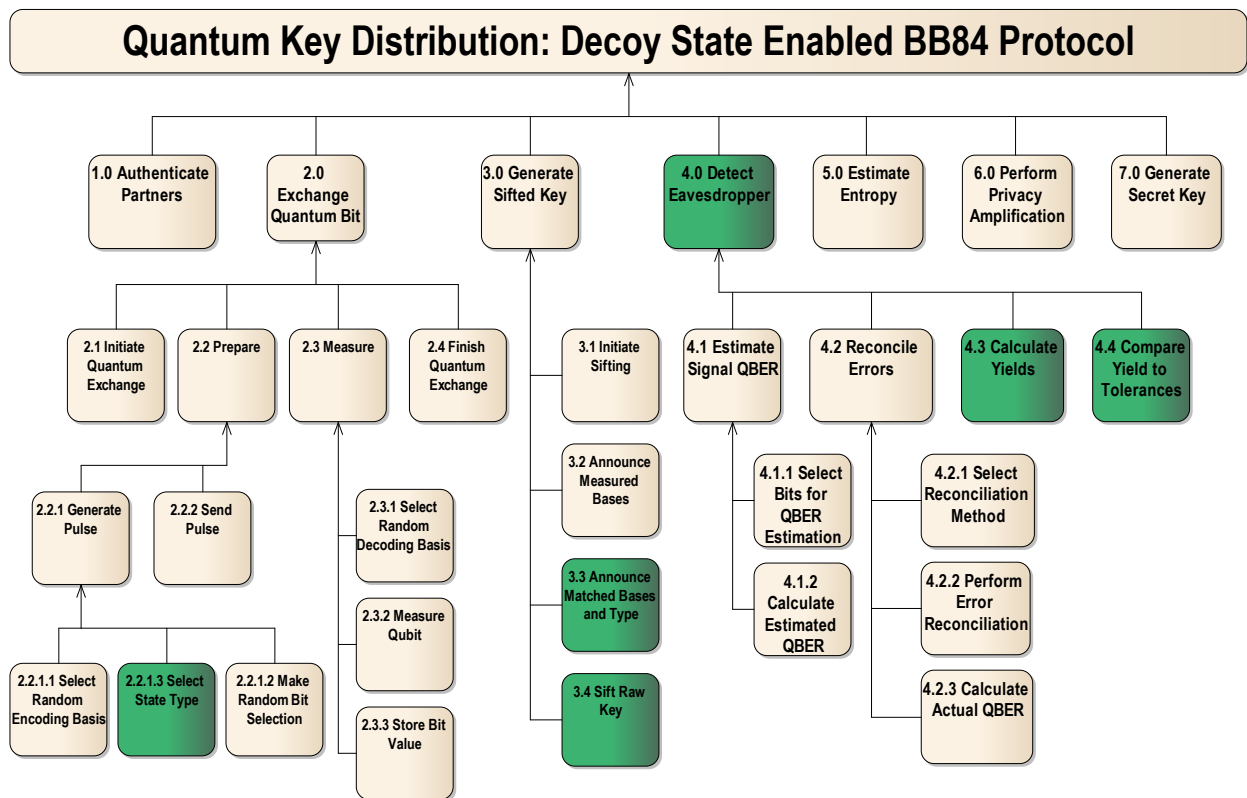 Quantum Key Distribution: Decoy State Enabled BB84 Protocol
1.0 Authenticate
Partners
2.0
Exchange
Quantum Bit
3.0 Generate
Sifted Key
4.0 Detect
Eavesdropper
5.0 Estimate
Entropy
6.0 Perform
Privacy
Amplification
7.0 Generate
Secret Key
2.1 Initiate
Quantum
Exchange
2.2 Prepare
2.3 Measure
2.4 Finish
Quantum
Exchange
3.1 Initiate
Sifting
4.1 Estimate
Signal QBER
4.2 Reconcile
Errors
4.3 Calculate
Yields
4.4 Compare
Yield to
Tolerances
2.2.1 Generate
Pulse
2.2.2 Send
Pulse
2.3.1 Select
Random
Decoding Basis
3.2 Announce
Measured
Bases
4.1.1 Select
Bits for
QBER
Estimation
4.2.1 Select
Reconciliation
Method
2.3.2 Measure
Qubit
3.3 Announce
Matched Bases
and Type
4.1.2
Calculate
Estimated
QBER
4.2.2 Perform
Error
Reconciliation
2.2.1.1 Select
Random
Encoding Basis
2.2.1.3 Select
State Type
2.2.1.2 Make
Random Bit
Selection
2.3.3 Store Bit
Value
3.4 Sift Raw
Key
4.2.3 Calculate
Actual QBER